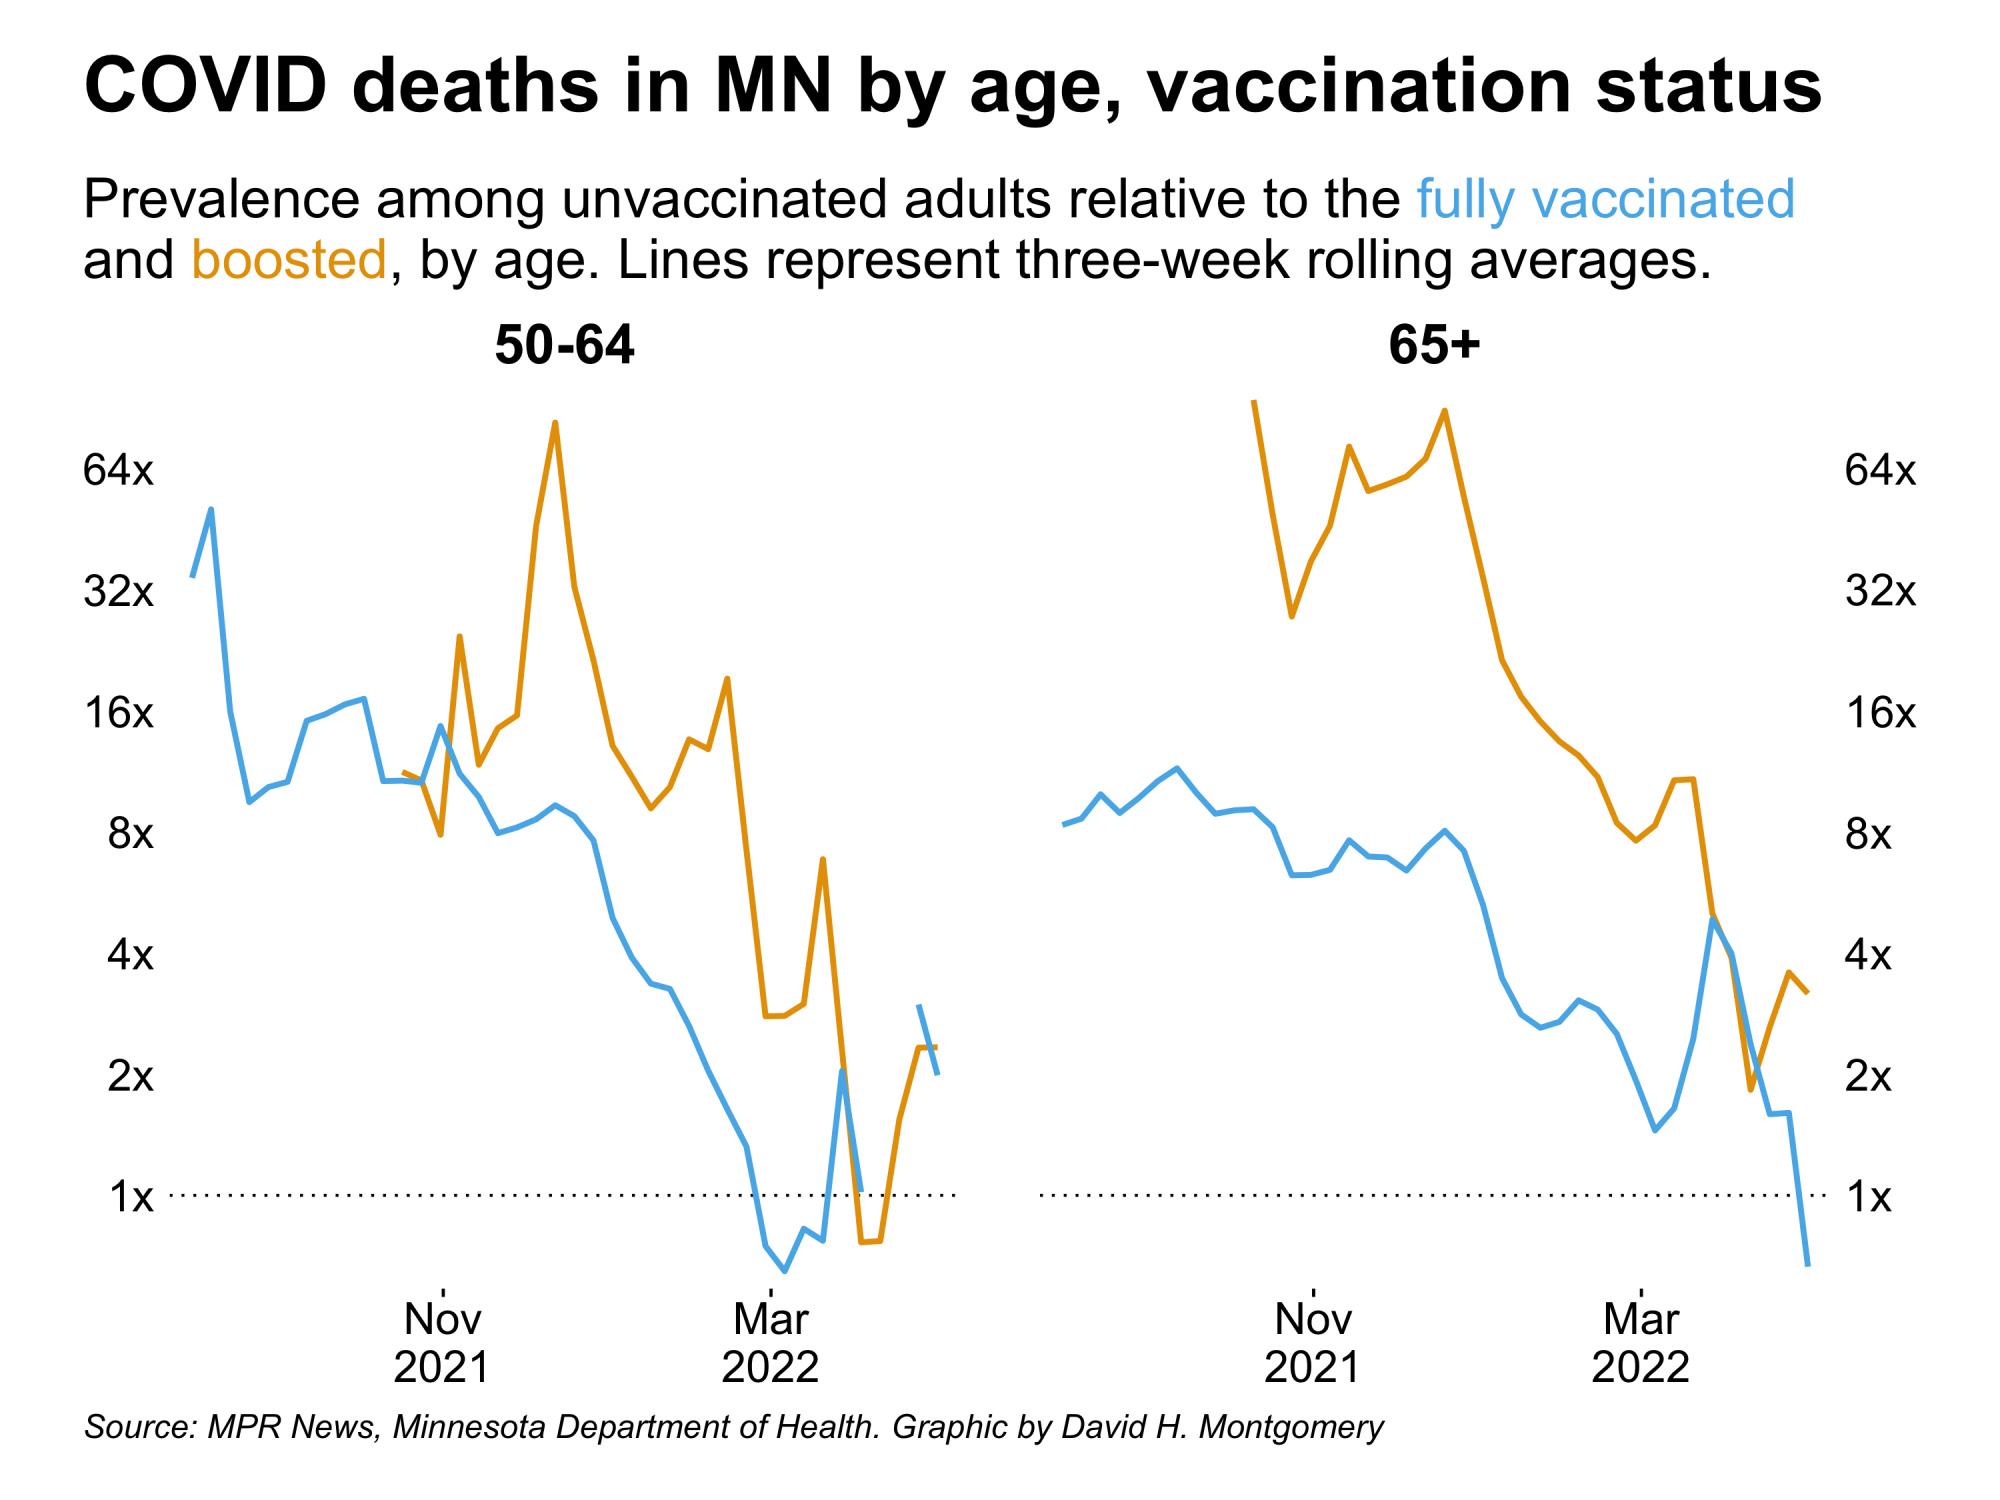 COVID deaths in MN by age, vaccination status
Prevalence among unvaccinated adults relative to the fully vaccinated
and boosted, by age. Lines represent three-week rolling averages.
50-64
65+
64x
32x
16x
8x
4x
2x
1x
64x
32x
16x
8x
4x
2x
1x
Nov
2021
Mar
2022
Nov
2021
Mar
2022
Source: MPR News, Minnesota Department of Health. Graphic by David H. Montgomery